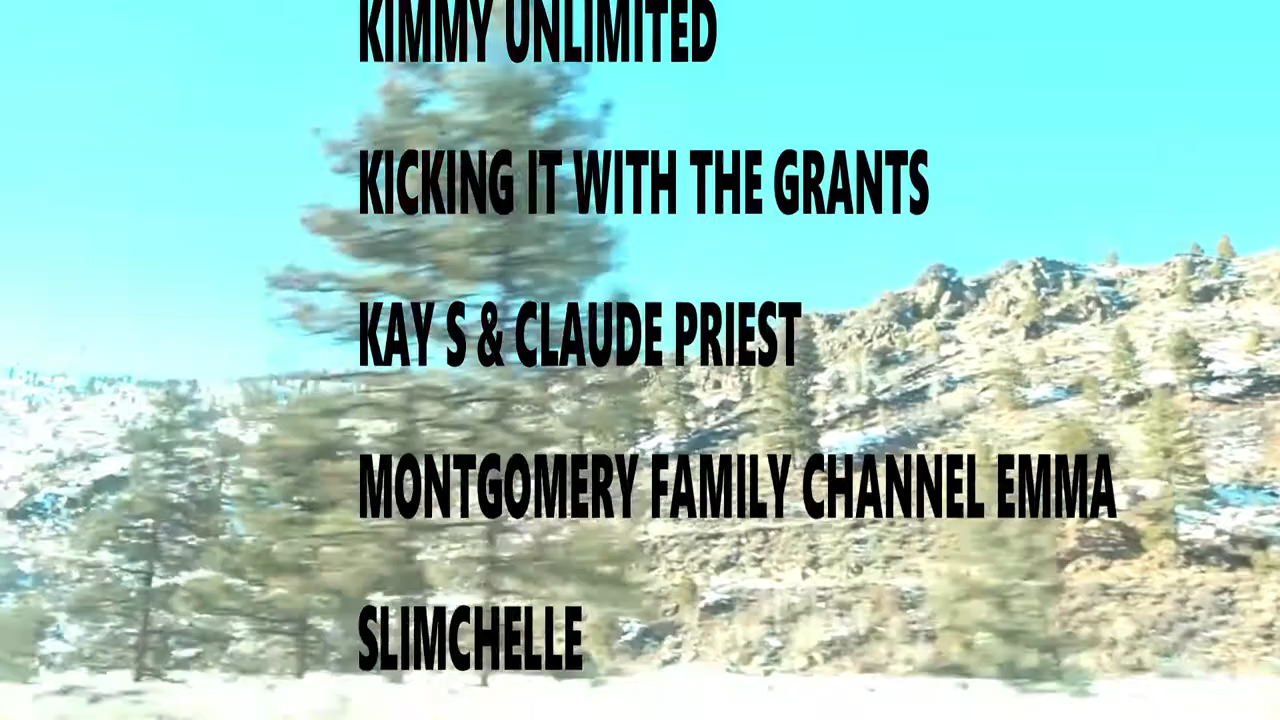 KIMMY UNLIMITED
KICKING IT WITH THE GRANTS
KAY S & CLAUDE PRIEST
MONTGOMERY FAMILY CHANNEL EMMA
SLIMCHELLE